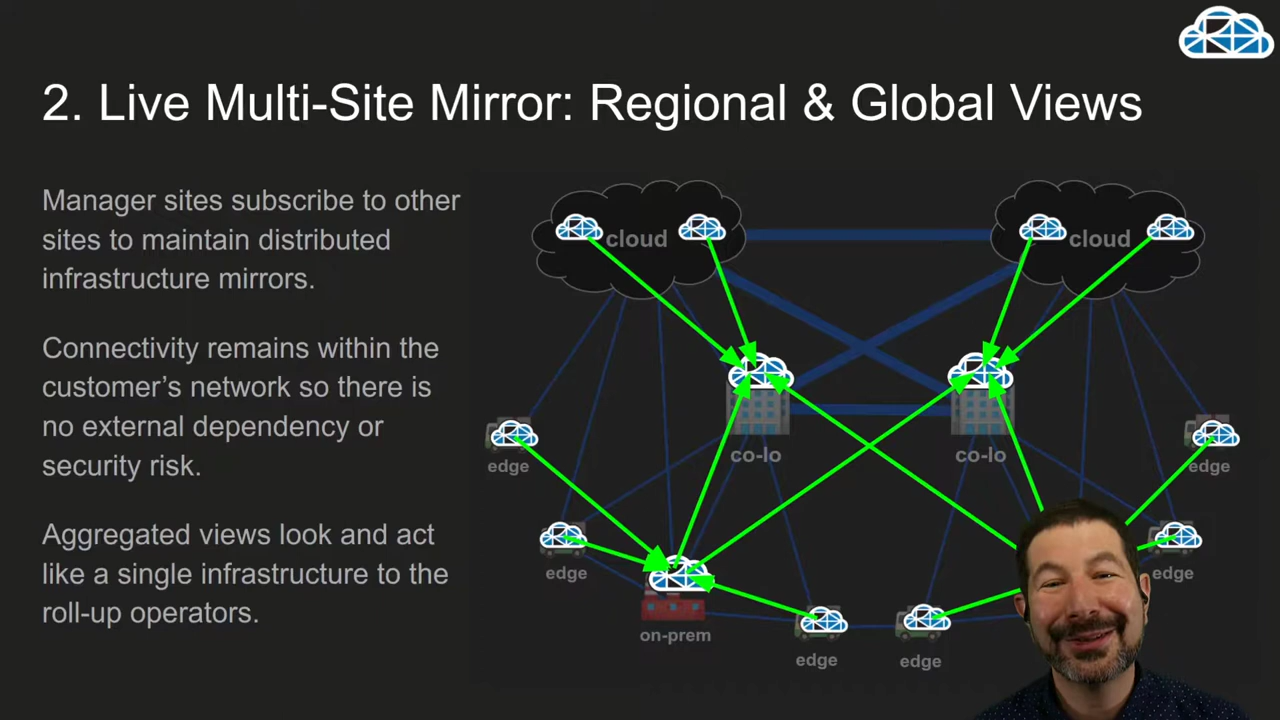 2. Live Multi-Site Mirror: Regional & Global Views
Manager sites subscribe to other
sites to maintain distributed
infrastructure mirrors.
Connectivity remains within the
customer’s network so there is
no external dependency or
security risk.
Aggregated views look and act
like a single infrastructure to the
roll-up operators.
cloud
cloud
co-lo
co-lo
edge
edge
edge
edge
on-prem
edge
edge